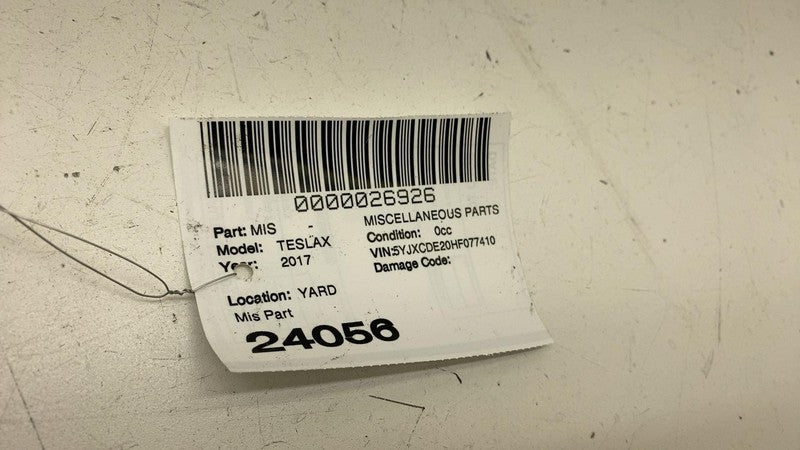 0000026926
Part: MIS - MISCELLANEOUS PARTS
Model: TESLAX Condition: 0cc
Year: 2017 VIN:5YJXCDE20HF077410
Damage Code:
Location: YARD
Mis Part
24056